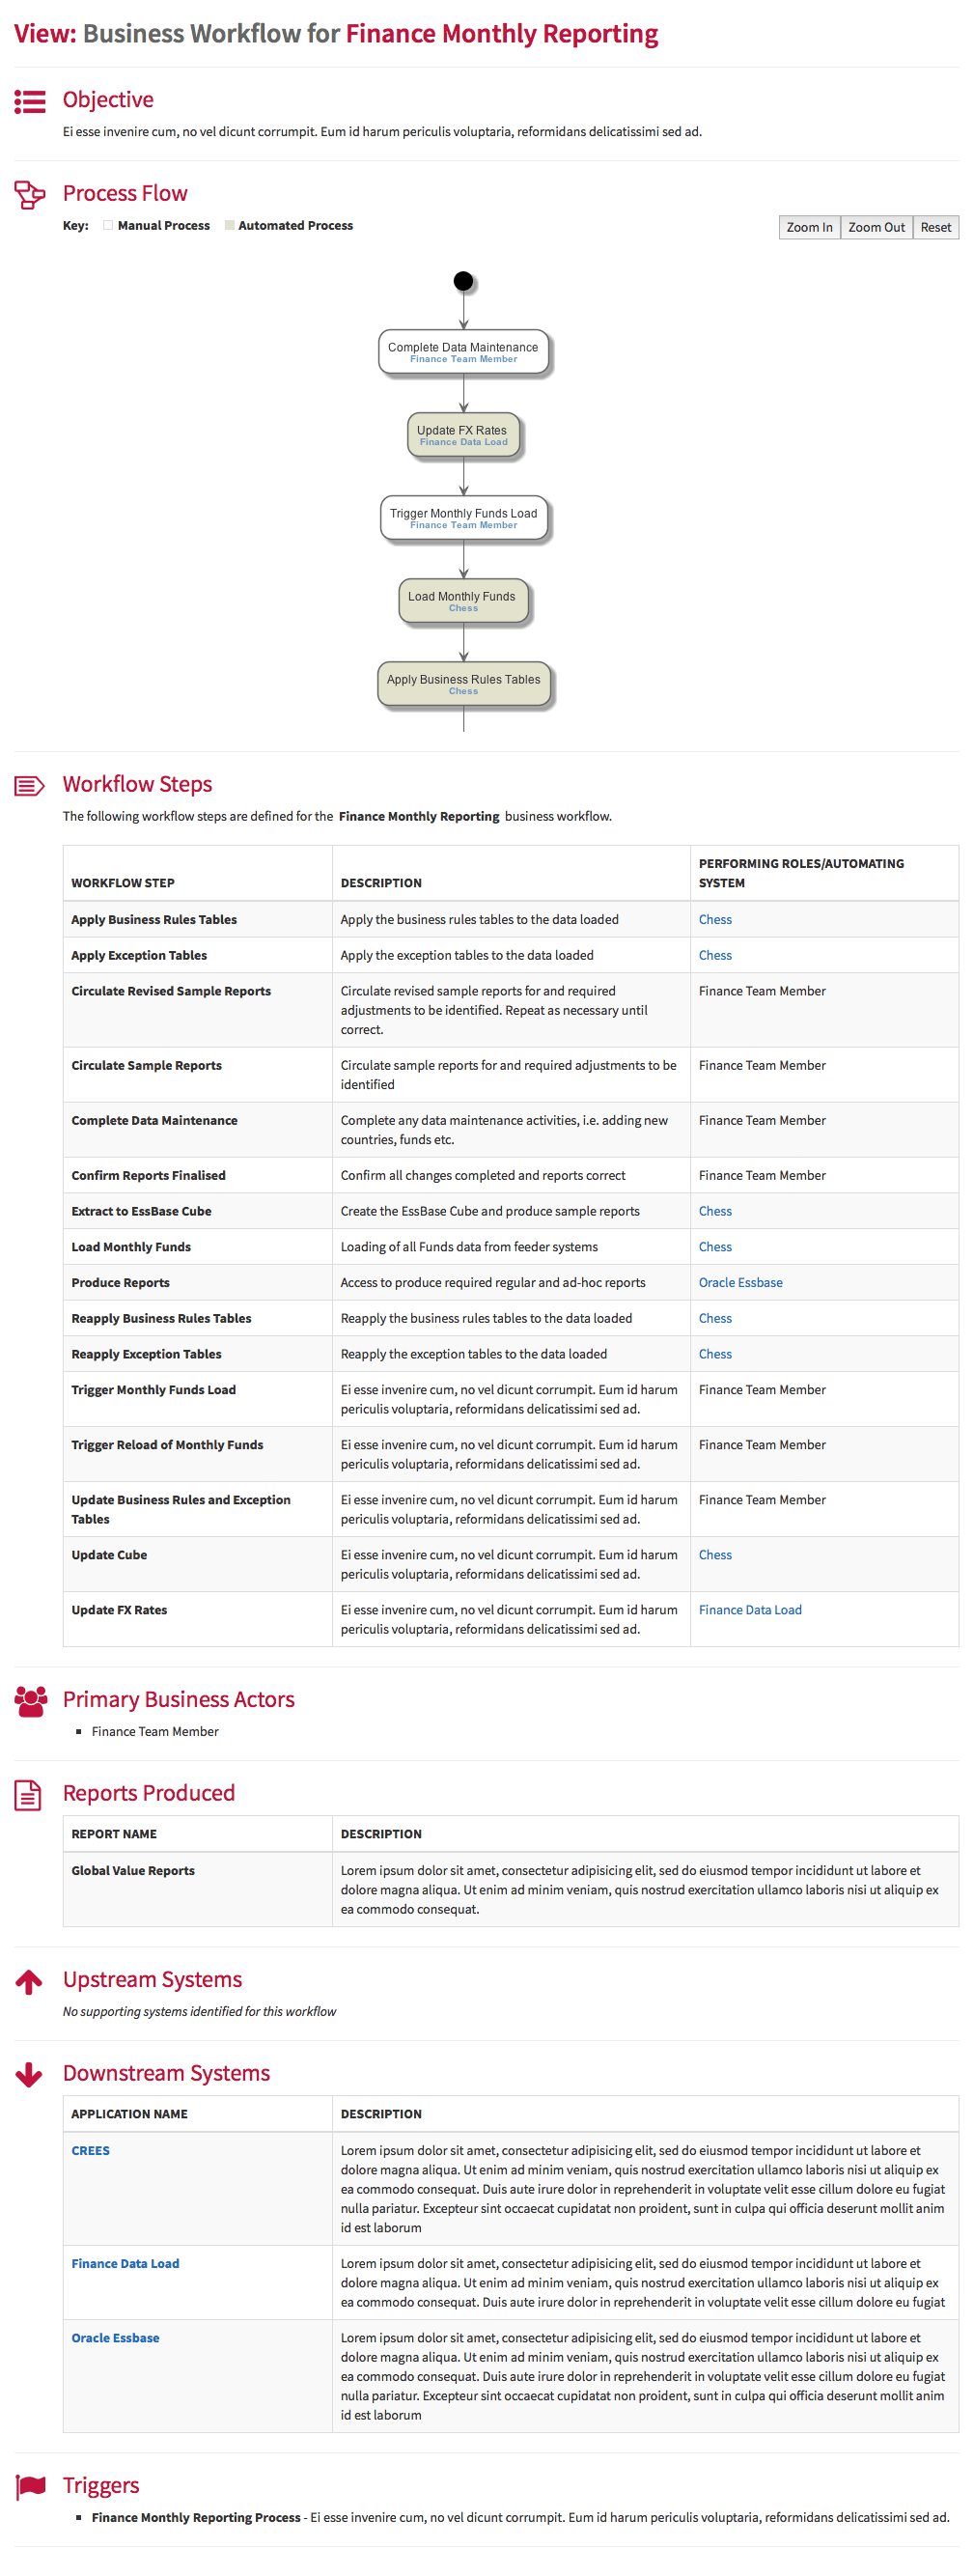 View: Business Workflow for Finance Monthly Reporting
Objective
Ei esse invenire cum, no vel dicunt corrumpit. Eum id harum periculis voluptaria, reformidans delicatissimi sed ad.
Process Flow
Key: Manual Process Automated Process
Zoom In Zoom Out Reset
Complete Data Maintenance
Finance Team Member
Update FX Rates
Finance Data Load
Trigger Monthly Funds Load
Finance Team Member
Load Monthly Funds
Chess
Apply Business Rules Tables
Chess
Workflow Steps
The following workflow steps are defined for the Finance Monthly Reporting business workflow.
WORKFLOW STEP DESCRIPTION PERFORMING ROLES/AUTOMATING
SYSTEM
Apply Business Rules Tables Apply the business rules tables to the data loaded Chess
Apply Exception Tables Apply the exception tables to the data loaded Chess
Circulate Revised Sample Reports Circulate revised sample reports for and required Finance Team Member
adjustments to be identified. Repeat as necessary until
correct.
Circulate Sample Reports Circulate sample reports for and required adjustments to be Finance Team Member
identified
Complete Data Maintenance Complete any data maintenance activities, i.e. adding new Finance Team Member
countries, funds etc.
Confirm Reports Finalised Confirm all changes completed and reports correct Finance Team Member
Extract to EssBase Cube Create the EssBase Cube and produce sample reports Chess
Load Monthly Funds Loading of all Funds data from feeder systems Chess
Produce Reports Access to produce required regular and ad-hoc reports Oracle Essbase
Reapply Business Rules Tables Reapply the business rules tables to the data loaded Chess
Reapply Exception Tables Reapply the exception tables to the data loaded Chess
Trigger Monthly Funds Load Ei esse invenire cum, no vel dicunt corrumpit. Eum id harum Finance Team Member
periculis voluptaria, reformidans delicatissimi sed ad.
Trigger Reload of Monthly Funds Ei esse invenire cum, no vel dicunt corrumpit. Eum id harum Finance Team Member
periculis voluptaria, reformidans delicatissimi sed ad.
Update Business Rules and Exception Ei esse invenire cum, no vel dicunt corrumpit. Eum id harum Finance Team Member
Tables periculis voluptaria, reformidans delicatissimi sed ad.
Update Cube Ei esse invenire cum, no vel dicunt corrumpit. Eum id harum Chess
periculis voluptaria, reformidans delicatissimi sed ad.
Update FX Rates Ei esse invenire cum, no vel dicunt corrumpit. Eum id harum Finance Data Load
periculis voluptaria, reformidans delicatissimi sed ad.
Primary Business Actors
Finance Team Member
Reports Produced
REPORT NAME DESCRIPTION
Global Value Reports Lorem ipsum dolor sit amet, consectetur adipisicing elit, sed do eiusmod tempor incididunt ut labore et
dolore magna aliqua. Ut enim ad minim veniam, quis nostrud exercitation ullamco laboris nisi ut aliquip ex
ea commodo consequat.
Upstream Systems
No supporting systems identified for this workflow
Downstream Systems
APPLICATION NAME DESCRIPTION
CREES Lorem ipsum dolor sit amet, consectetur adipisicing elit, sed do eiusmod tempor incididunt ut labore et
dolore magna aliqua. Ut enim ad minim veniam, quis nostrud exercitation ullamco laboris nisi ut aliquip ex
ea commodo consequat. Duis aute irure dolor in reprehenderit in voluptate velit esse cillum dolore eu fugiat
nulla pariatur. Excepteur sint occaecat cupidatat non proident, sunt in culpa qui officia deserunt mollit anim
id est laborum
Finance Data Load Lorem ipsum dolor sit amet, consectetur adipisicing elit, sed do eiusmod tempor incididunt ut labore et
dolore magna aliqua. Ut enim ad minim veniam, quis nostrud exercitation ullamco laboris nisi ut aliquip ex
ea commodo consequat. Duis aute irure dolor in reprehenderit in voluptate velit esse cillum dolore eu fugiat
Oracle Essbase Lorem ipsum dolor sit amet, consectetur adipisicing elit, sed do eiusmod tempor incididunt ut labore et
dolore magna aliqua. Ut enim ad minim veniam, quis nostrud exercitation ullamco laboris nisi ut aliquip ex
ea commodo consequat. Duis aute irure dolor in reprehenderit in voluptate velit esse cillum dolore eu fugiat
nulla pariatur. Excepteur sint occaecat cupidatat non proident, sunt in culpa qui officia deserunt mollit anim
id est laborum
Triggers
Finance Monthly Reporting Process - Ei esse invenire cum, no vel dicunt corrumpit. Eum id harum periculis voluptaria, reformidans delicatissimi sed ad.